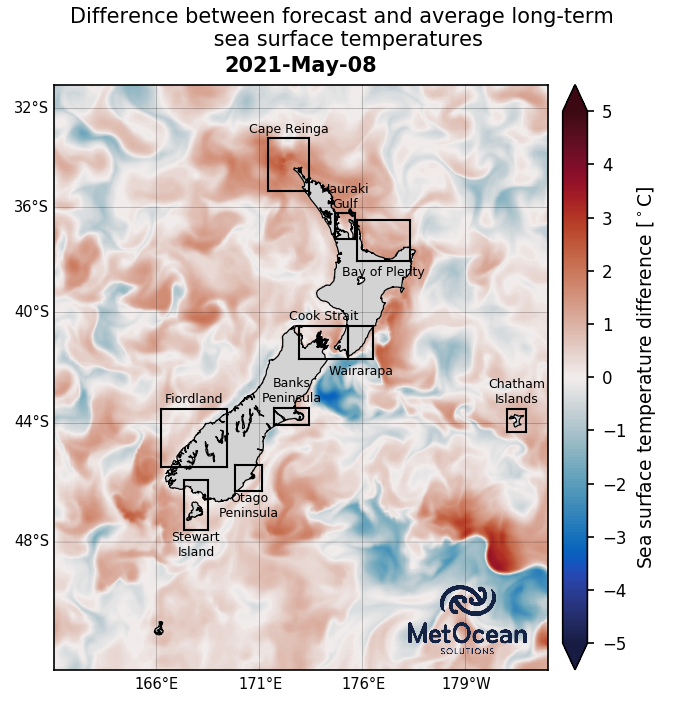 Difference between forecast and average long-term
sea surface temperatures
2021-May-08
32°S
36°S
40°S
44°S
48°S
Cape Reinga
Hauraki
Gulf
Bay of Plenty
Cook Strait
Wairarapa
Banks
Peninsula
Fiordland
Chatham
Islands
Otago
Peninsula
Stewart
Island
MetOcean
SOLUTIONS
166°E
171°E
176°E
179°W
5
4
3
2
1
0
−1
−2
−3
−4
−5
Sea surface temperature difference [°C]